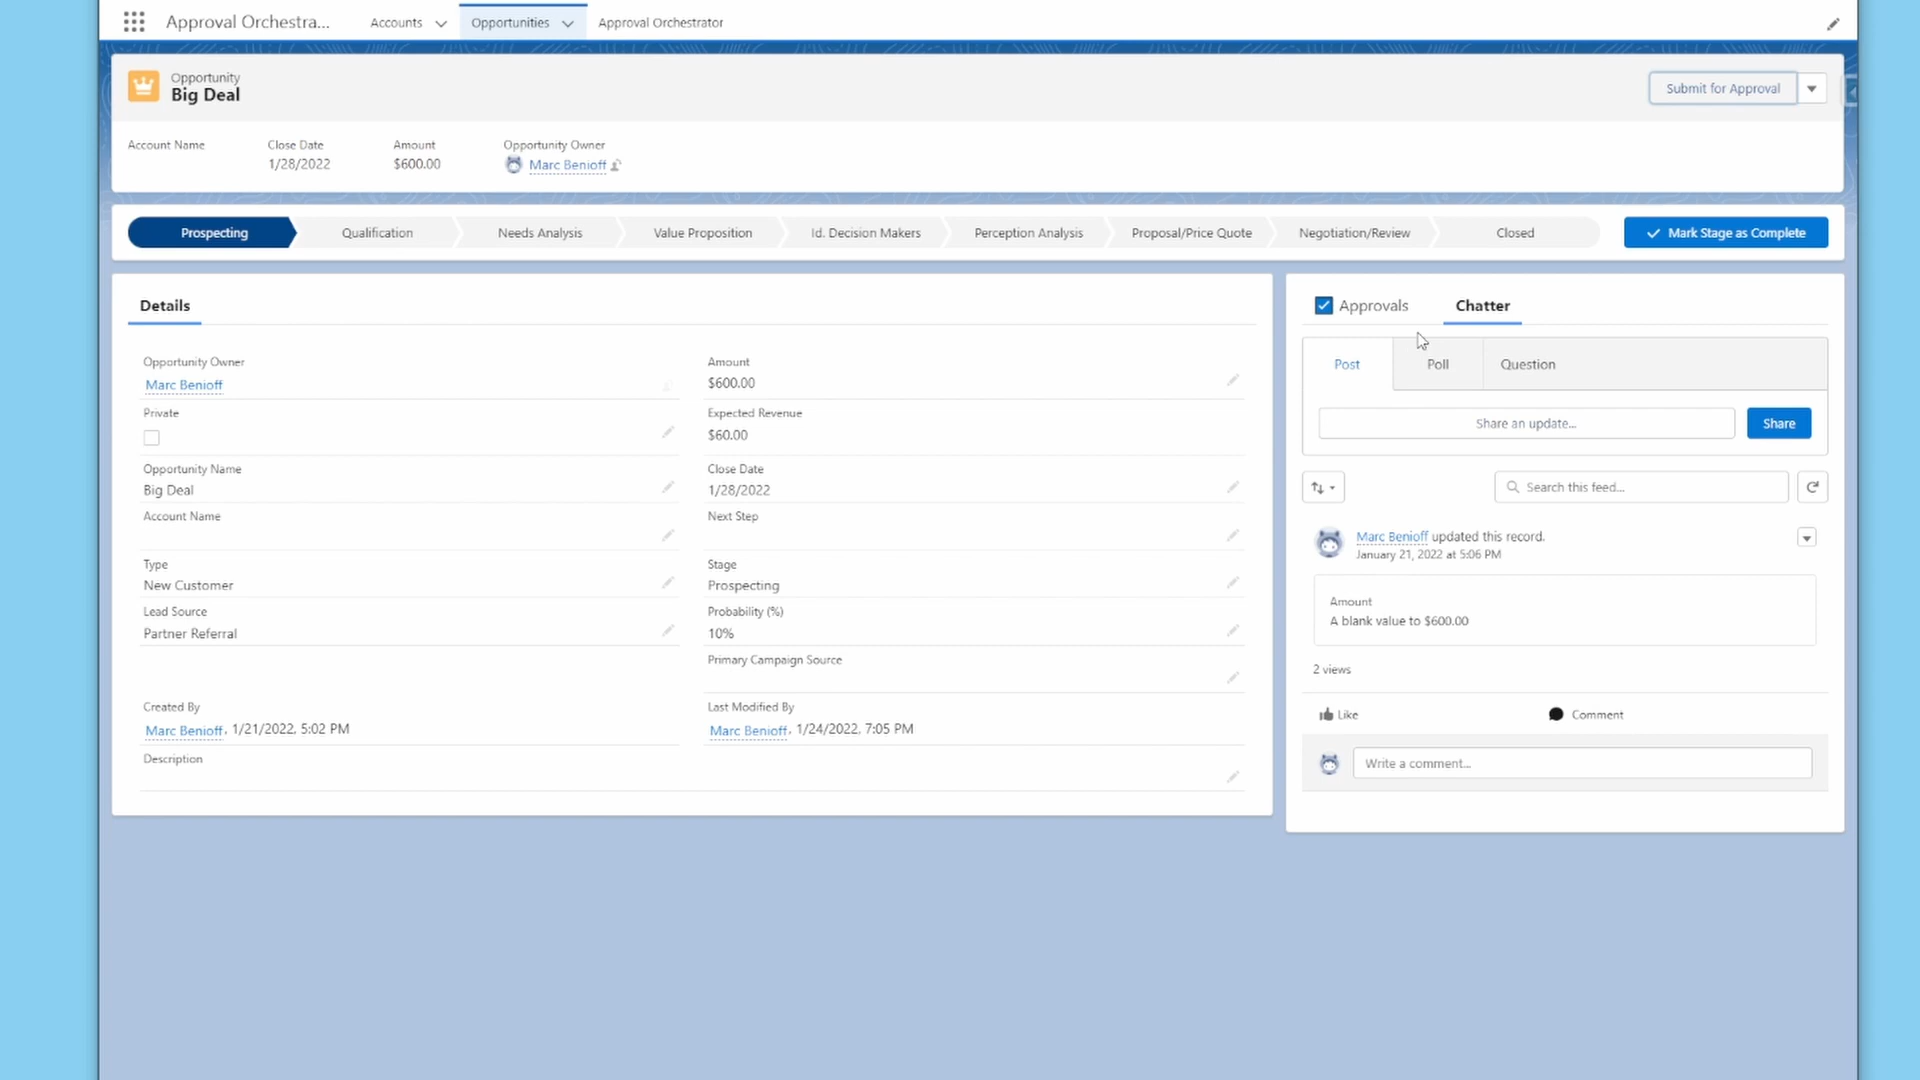 Approval Orchestra...
Accounts
Opportunities
Approval Orchestrator
Opportunity
Big Deal
Submit for Approval
Account Name
Close Date
1/28/2022
Amount
$600.00
Opportunity Owner
Marc Benioff
Prospecting
Qualification
Needs Analysis
Value Proposition
Id. Decision Makers
Perception Analysis
Proposal/Price Quote
Negotiation/Review
Closed
Mark Stage as Complete
Details
Opportunity Owner
Marc Benioff
Amount
$600.00
Private
Expected Revenue
$60.00
Opportunity Name
Big Deal
Close Date
1/28/2022
Account Name
Next Step
Type
New Customer
Stage
Prospecting
Lead Source
Partner Referral
Probability (%)
10%
Primary Campaign Source
Created By
Marc Benioff, 1/21/2022, 5:02 PM
Last Modified By
Marc Benioff, 1/24/2022, 7:05 PM
Description
Approvals
Chatter
Post
Poll
Question
Share an update...
Share
Search this feed...
Marc Benioff updated this record.
January 21, 2022 at 5:06 PM
Amount
A blank value to $600.00
2 views
Like
Comment
Write a comment...